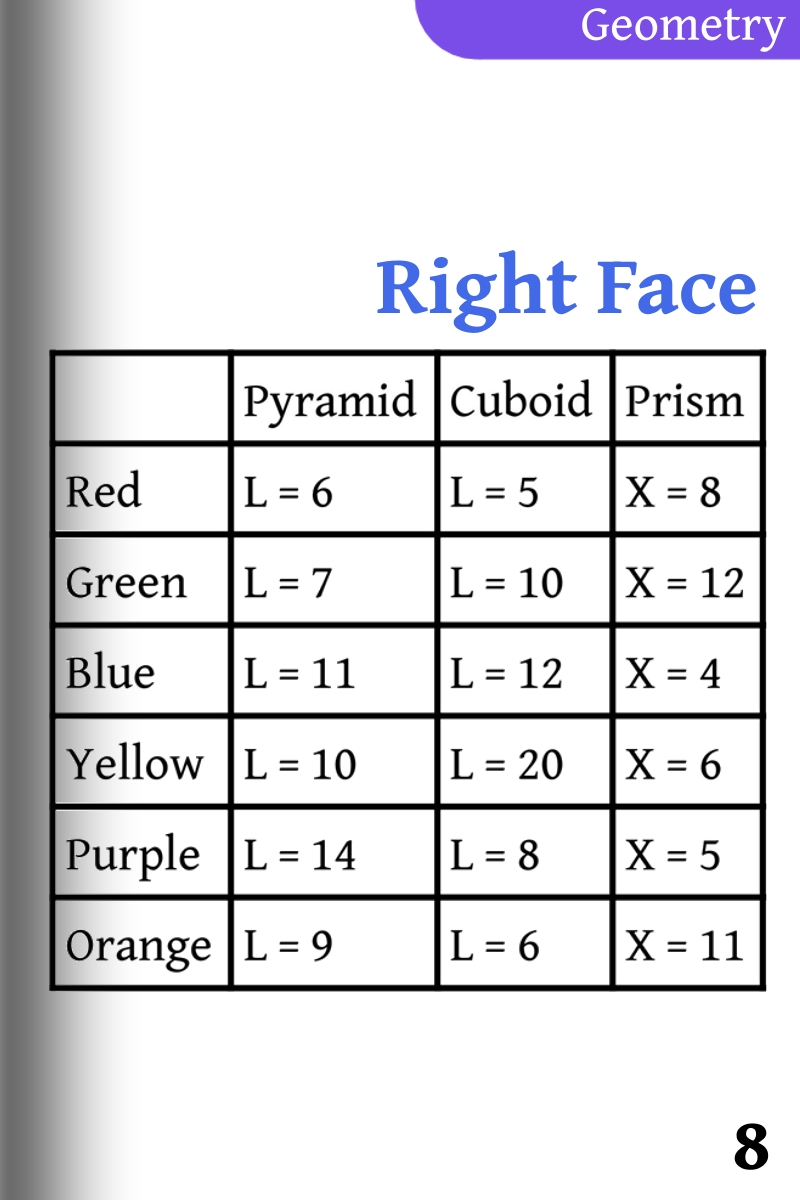 Geometry
Right Face
Pyramid Cuboid Prism
Red L = 6 L = 5 X = 8
Green L = 7 L = 10 X = 12
Blue L = 11 L = 12 X = 4
Yellow L = 10 L = 20 X = 6
Purple L = 14 L = 8 X = 5
Orange L = 9 L = 6 X = 11
8